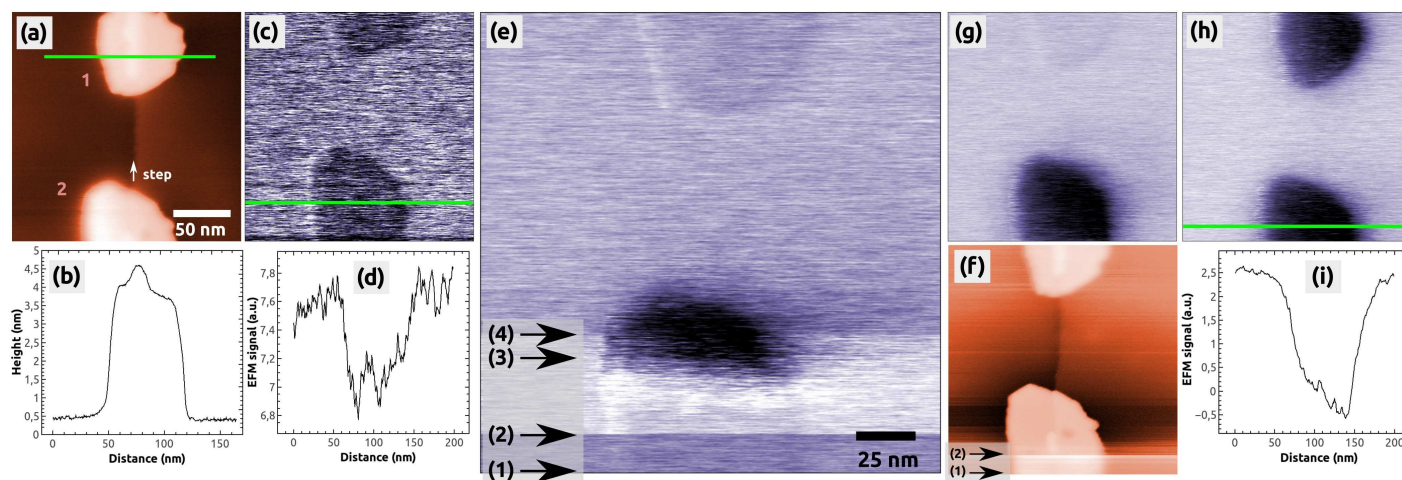 (a)
1
2
step
50 nm
(b)
Height (nm)
5
4,5
4
3,5
3
2,5
2
1,5
1
0,5
0
0
50
100
150
Distance (nm)
(c)
(d)
EFM signal (a.u.)
7,8
7,6
7,4
7,2
7
6,8
0
50
100
150
200
Distance (nm)
(e)
(4)
(3)
(2)
(1)
25 nm
(g)
(f)
(2)
(1)
(h)
(i)
EFM signal (a.u.)
2,5
2
1,5
1
0,5
0
−0,5
0
50
100
150
200
Distance (nm)